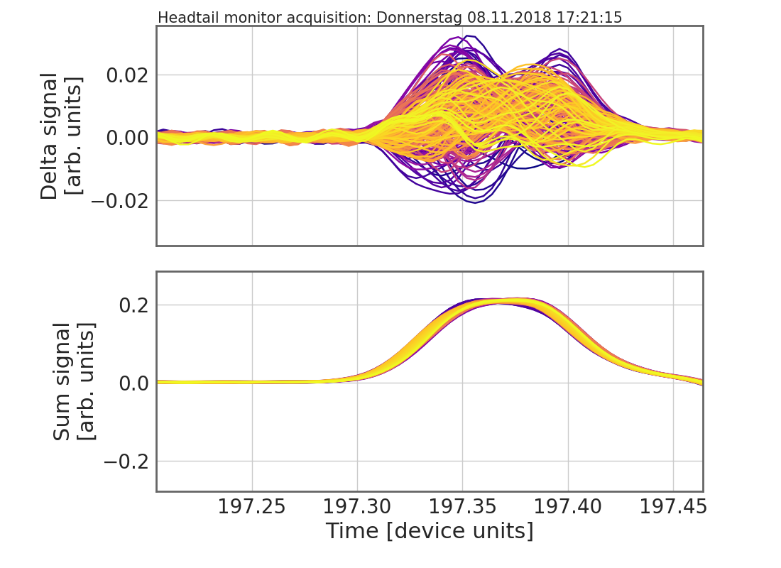 Headtail monitor acquisition: Donnerstag 08.11.2018 17:21:15
Delta signal
[arb. units]
0.02
0.00
−0.02
Sum signal
[arb. units]
0.2
0.0
−0.2
197.25 197.30 197.35 197.40 197.45
Time [device units]